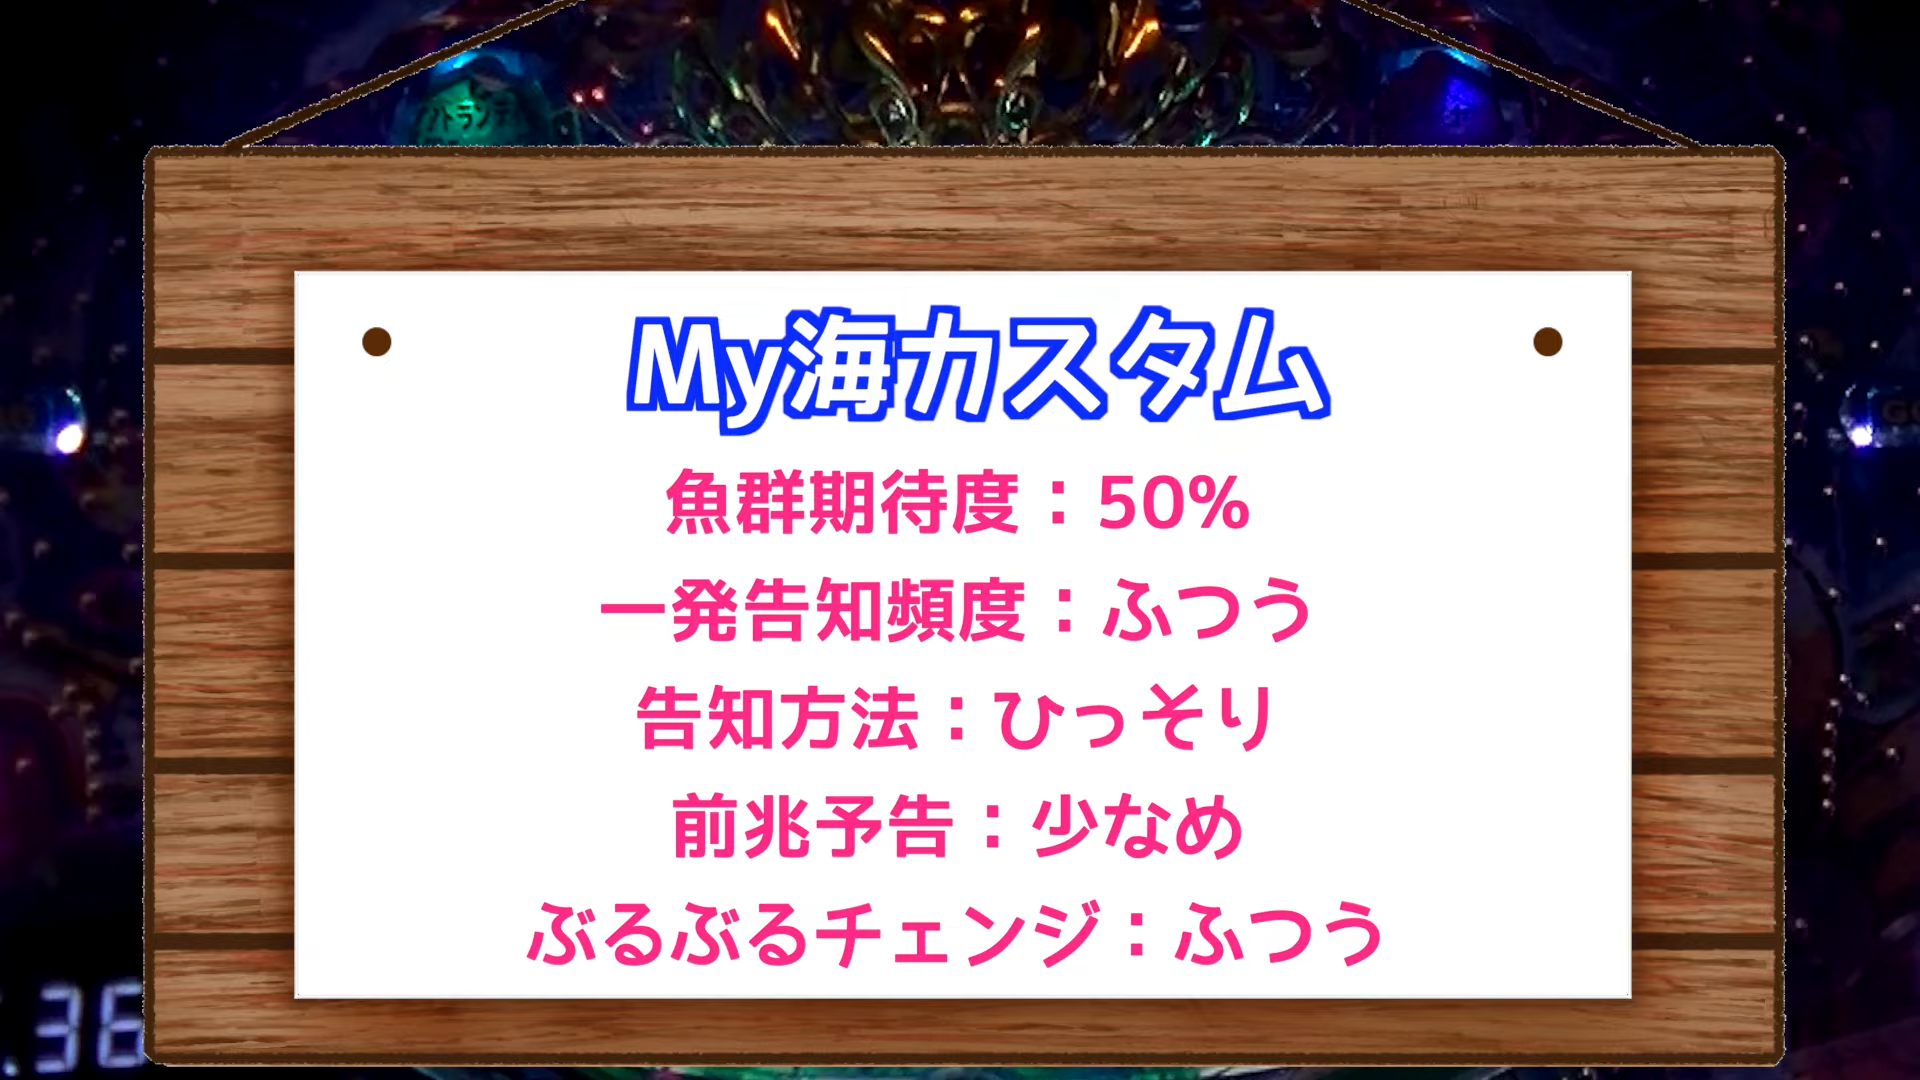 My海カスタム
魚群期待度：50%
一発告知頻度：ふつう
告知方法：ひっそり
前兆予告：少なめ
ぶるぶるチェンジ：ふつう
.36